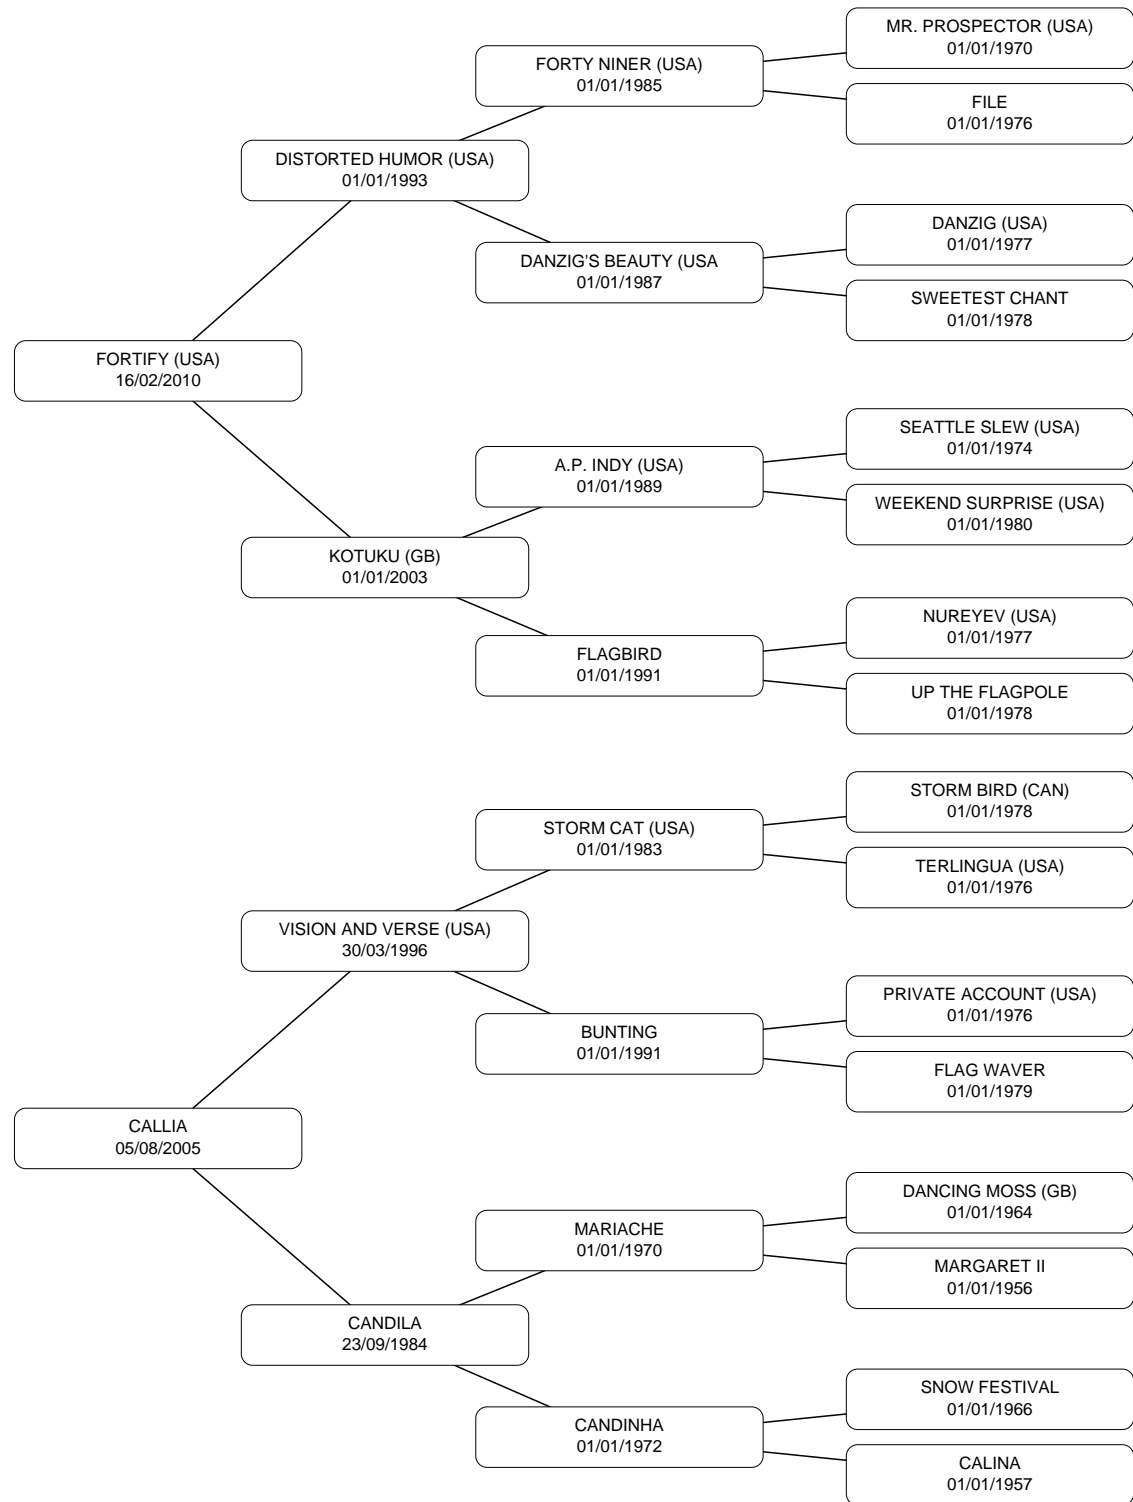 MR. PROSPECTOR (USA)
01/01/1970
FORTY NINER (USA)
01/01/1985
FILE
01/01/1976
DISTORTED HUMOR (USA)
01/01/1993
DANZIG (USA)
01/01/1977
DANZIG'S BEAUTY (USA
01/01/1987
SWEETEST CHANT
01/01/1978
FORTIFY (USA)
16/02/2010
SEATTLE SLEW (USA)
01/01/1974
A.P. INDY (USA)
01/01/1989
WEEKEND SURPRISE (USA)
01/01/1980
KOTUKU (GB)
01/01/2003
NUREYEV (USA)
01/01/1977
FLAGBIRD
01/01/1991
UP THE FLAGPOLE
01/01/1978
STORM BIRD (CAN)
01/01/1978
STORM CAT (USA)
01/01/1983
TERLINGUA (USA)
01/01/1976
VISION AND VERSE (USA)
30/03/1996
PRIVATE ACCOUNT (USA)
01/01/1976
BUNTING
01/01/1991
FLAG WAVER
01/01/1979
CALLIA
05/08/2005
DANCING MOSS (GB)
01/01/1964
MARIACHE
01/01/1970
MARGARET II
01/01/1956
CANDILA
23/09/1984
SNOW FESTIVAL
01/01/1966
CANDINHA
01/01/1972
CALINA
01/01/1957